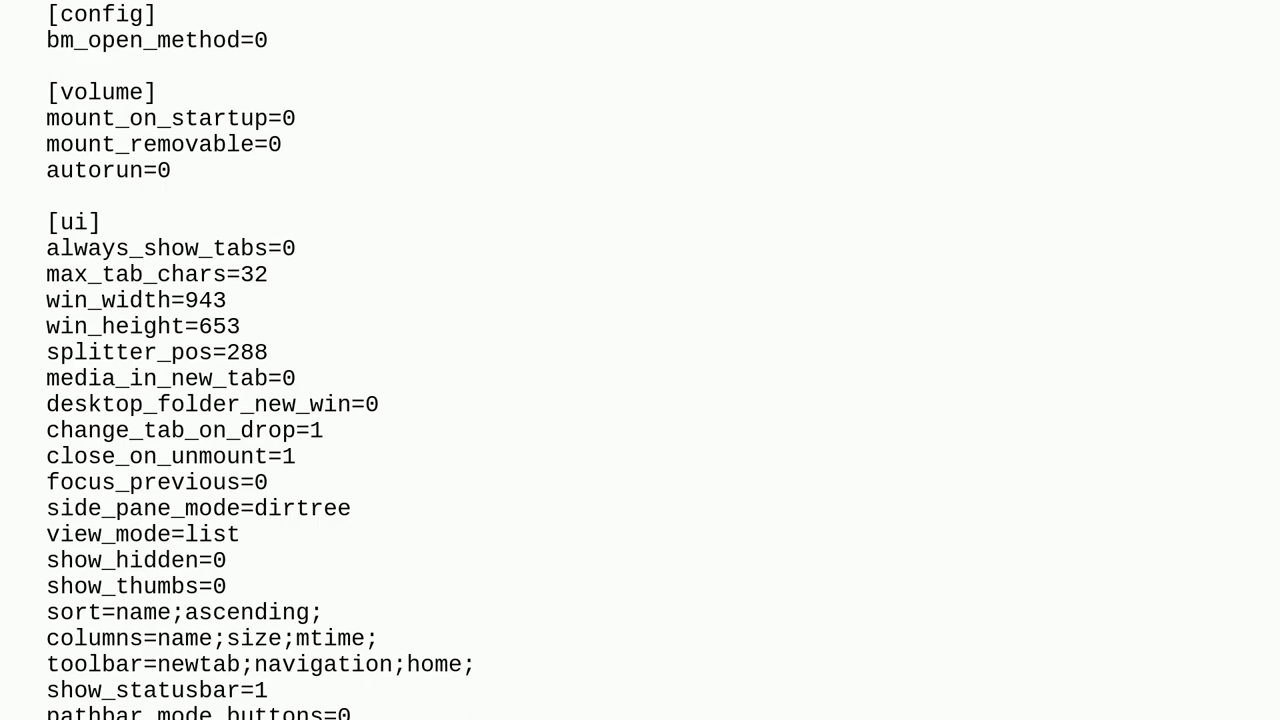 [config]
bm_open_method=0
[volume]
mount_on_startup=0
mount_removable=0
autorun=0
[ui]
always_show_tabs=0
max_tab_chars=32
win_width=943
win_height=653
splitter_pos=288
media_in_new_tab=0
desktop_folder_new_win=0
change_tab_on_drop=1
close_on_unmount=1
focus_previous=0
side_pane_mode=dirtree
view_mode=list
show_hidden=0
show_thumbs=0
sort=name;ascending;
columns=name;size;mtime;
toolbar=newtab;navigation;home;
show_statusbar=1
pathbar_mode_buttons=0